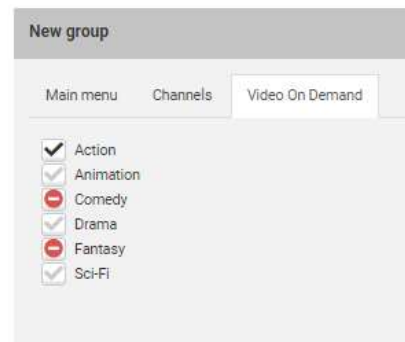 New group
Main menu Channels Video On Demand
Action
Animation
Comedy
Drama
Fantasy
Sci-Fi